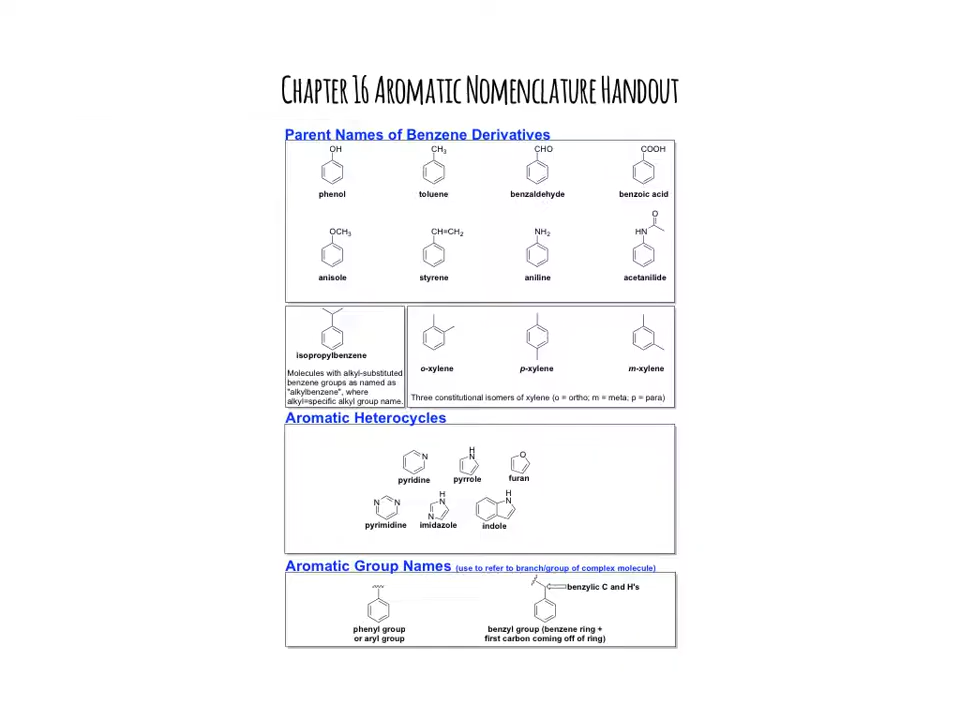 Chapter 16 Aromatic Nomenclature Handout
Parent Names of Benzene Derivatives
OH CH3 CHO COOH
phenol toluene benzaldehyde benzoic acid
O
OCH3 CH=CH2 NH2 HN
anisole styrene aniline acetanilide
isopropylbenzene
Molecules with alkyl-substituted
benzene groups as named as
"alkylbenzene", where
alkyl=specific alkyl group name.
o-xylene p-xylene m-xylene
Three constitutional isomers of xylene (o = ortho; m = meta; p = para)
Aromatic Heterocycles
N H N O
pyridine pyrrole furan
N N H N N H N
pyrimidine imidazole indole
Aromatic Group Names (use to refer to branch/group of complex molecule)
C benzylic C and H's
phenyl group
or aryl group
benzyl group (benzene ring +
first carbon coming off of ring)